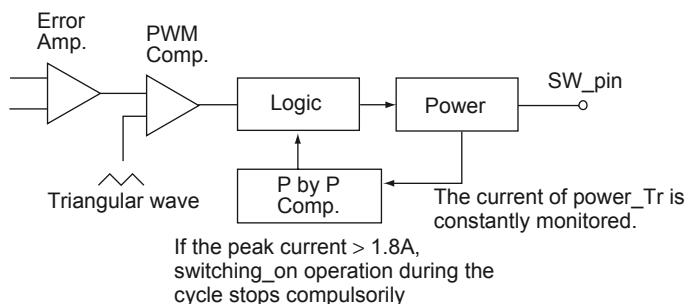 Error
Amp.
PWM
Comp.
Logic
Power
SW_pin
Triangular wave
P by P
Comp.
The current of power_Tr is
constantly monitored.
If the peak current > 1.8A,
switching_on operation during the
cycle stops compulsorily